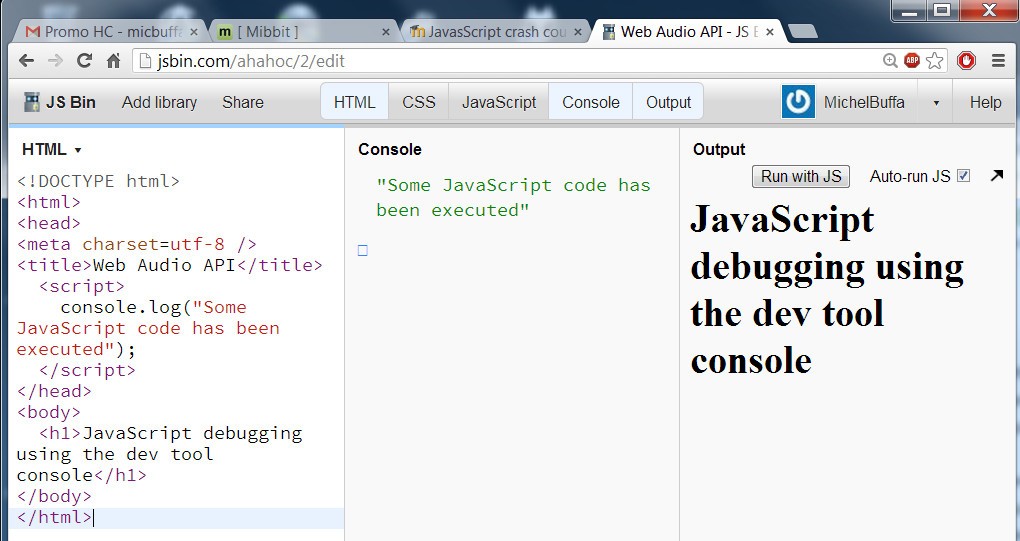 Promo HC - micbuffa
[ Mibbit ]
JavasScript crash cou
Web Audio API - JS B
jsbin.com/ahahoc/2/edit
ABP
JS Bin
Add library
Share
HTML
CSS
JavaScript
Console
Output
MichelBuffa
Help
HTML
<!DOCTYPE html>
<html>
<head>
<meta charset=utf-8 />
<title>Web Audio API</title>
<script>
console.log("Some
JavaScript code has been
executed");
</script>
</head>
<body>
<h1>JavaScript debugging
using the dev tool
console</h1>
</body>
</html>
Console
"Some JavaScript code has
been executed"
Output
Run with JS
Auto-run JS
JavaScript
debugging using
the dev tool
console